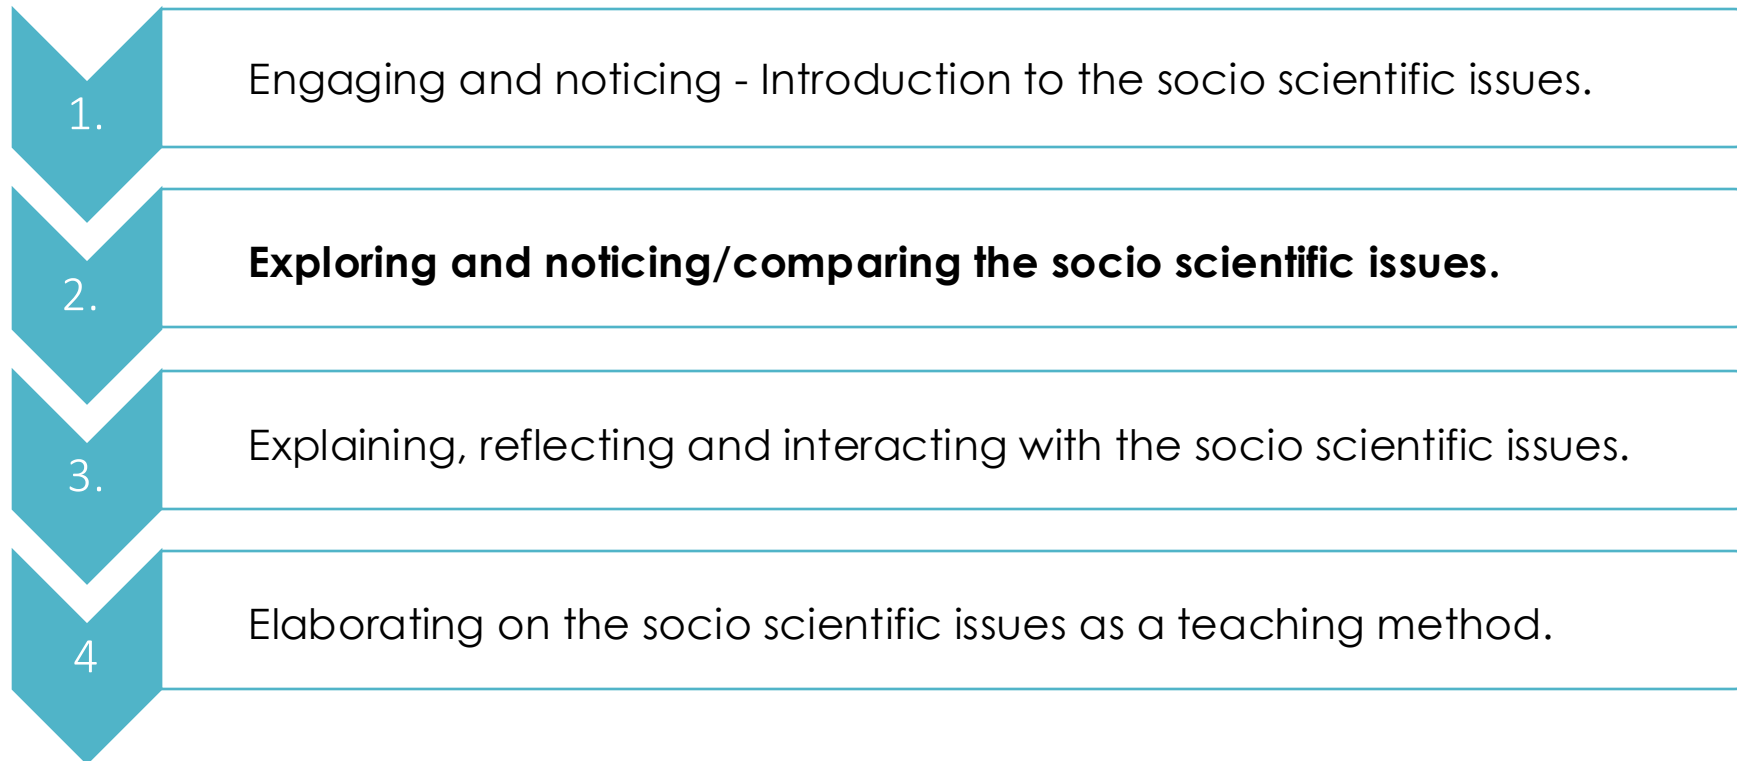 1.
Engaging and noticing - Introduction to the socio scientific issues.
2.
Exploring and noticing/comparing the socio scientific issues.
3.
Explaining, reflecting and interacting with the socio scientific issues.
4
Elaborating on the socio scientific issues as a teaching method.